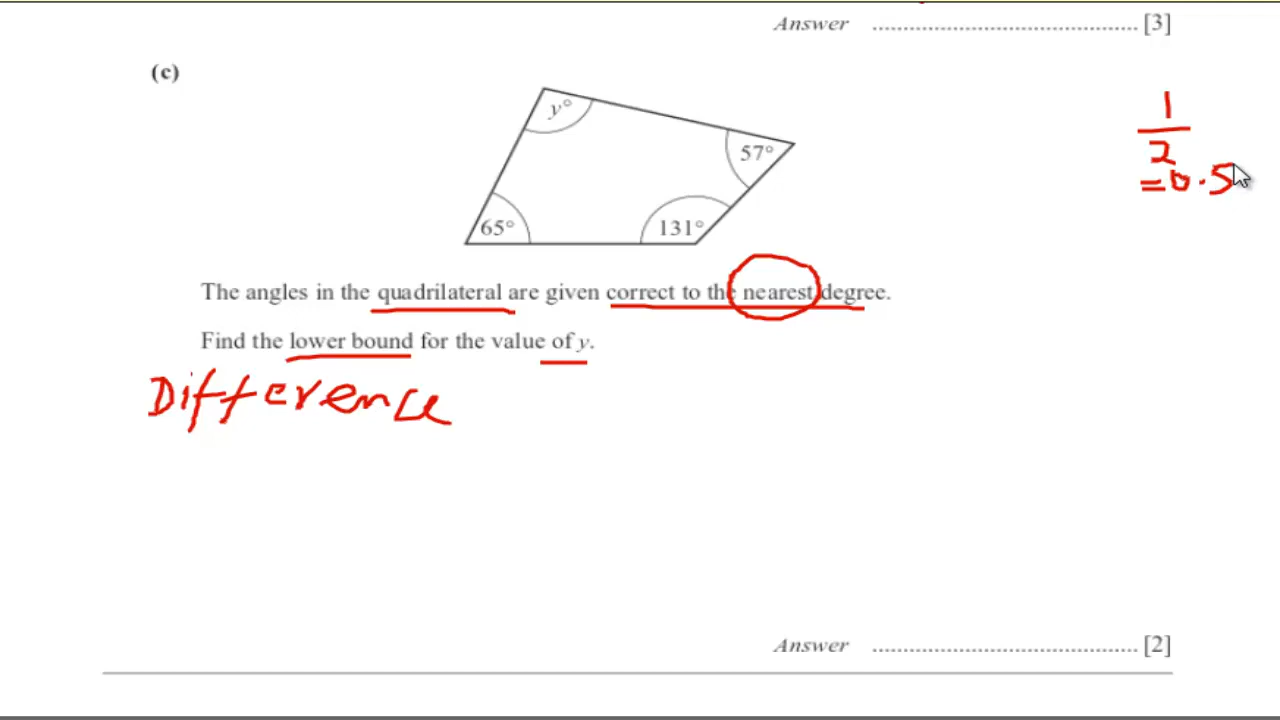 Answer ............................................ [3]
(c)
y°
57°
65°
131°
1
2
=0.5
The angles in the quadrilateral are given correct to the nearest degree.
Find the lower bound for the value of y.
Difference
Answer ............................................ [2]